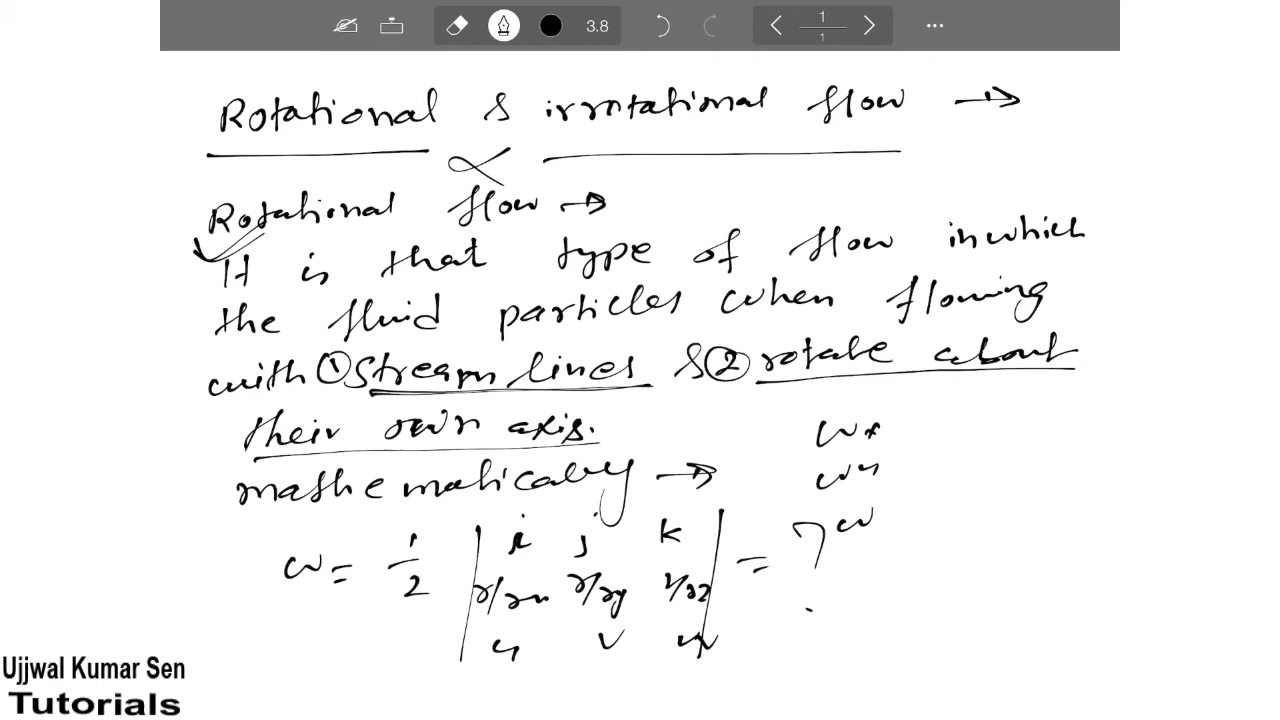 3.8
1
1
Rotational & irrotational flow →
Rotational flow →
It is that type of flow in which
the fluid particles when flowing
with ① stream lines & ② rotate about
their own axis.
mathematically →
ωx
ωy
ω = 1/2 | i j k | = ? ω
∂/∂x ∂/∂y ∂/∂z
u v w
Ujjwal Kumar Sen
Tutorials